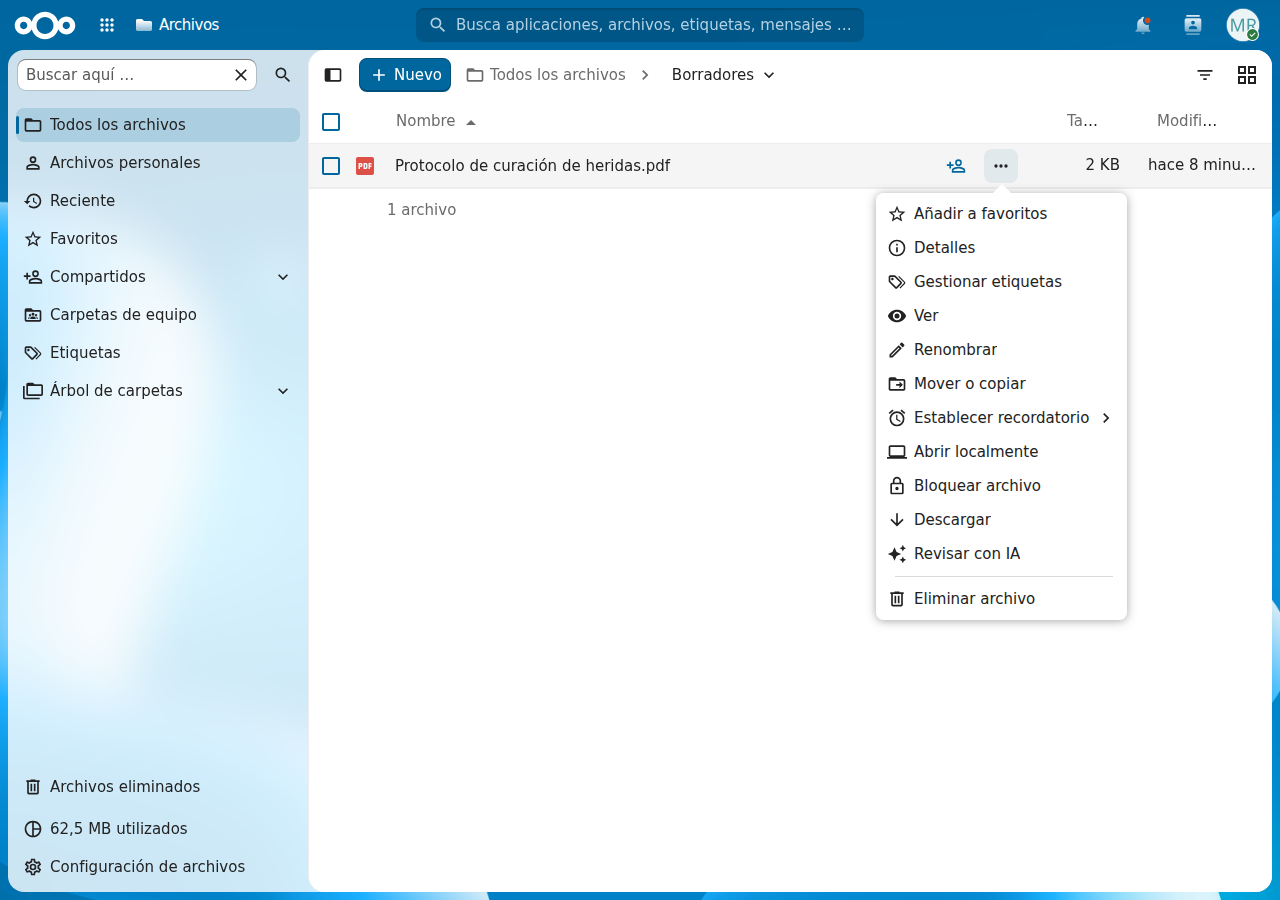 Archivos
Busca aplicaciones, archivos, etiquetas, mensajes …
MR
Buscar aquí …
Nuevo
Todos los archivos
Borradores
Todos los archivos
Archivos personales
Reciente
Favoritos
Compartidos
Carpetas de equipo
Etiquetas
Árbol de carpetas
Nombre
Ta…
Modifi…
PDF
Protocolo de curación de heridas.pdf
2 KB
hace 8 minu…
1 archivo
Añadir a favoritos
Detalles
Gestionar etiquetas
Ver
Renombrar
Mover o copiar
Establecer recordatorio
Abrir localmente
Bloquear archivo
Descargar
Revisar con IA
Eliminar archivo
Archivos eliminados
62,5 MB utilizados
Configuración de archivos